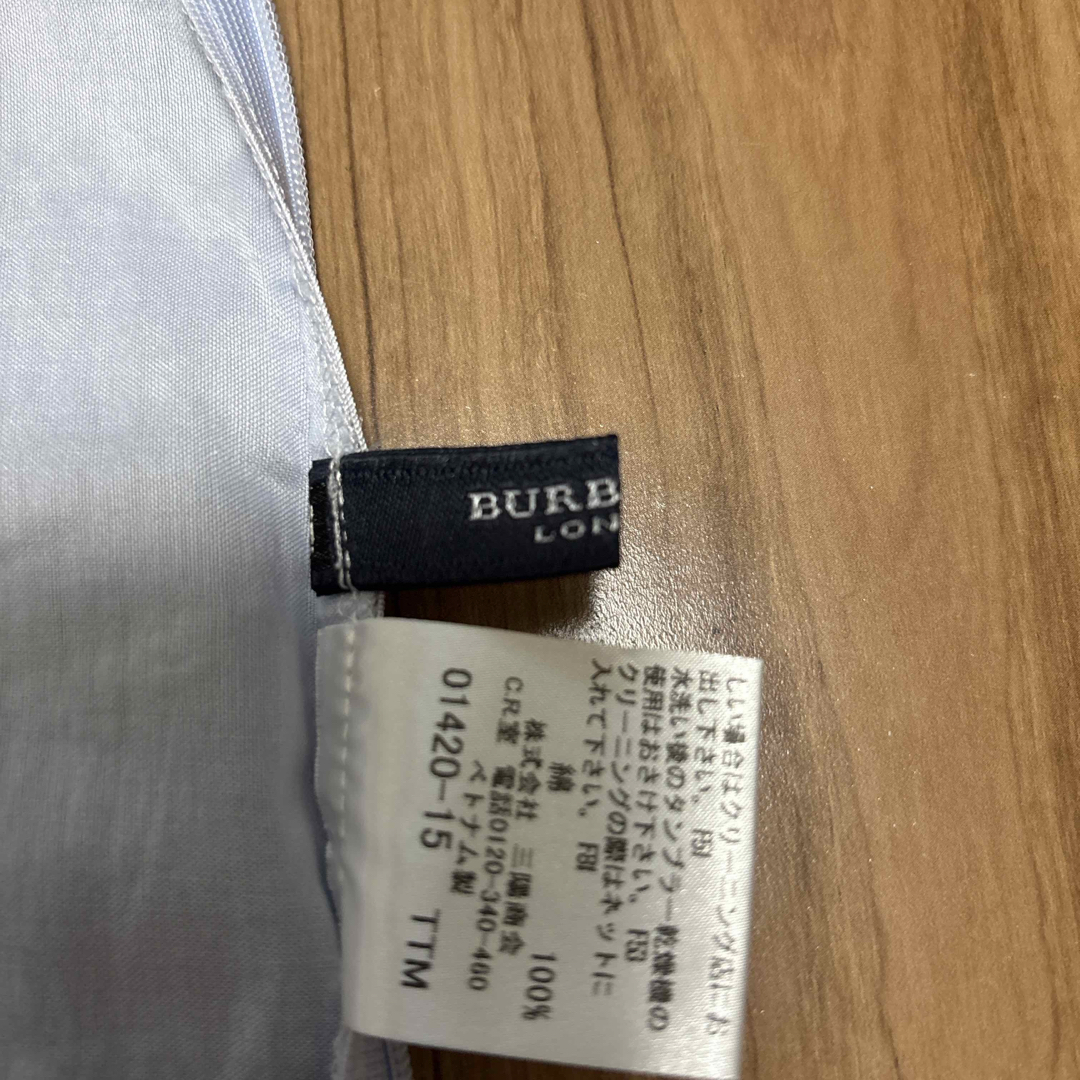 BURB
LON
しい場合はクリーニング店にお
出し下さい。 F51
水洗い後のタンブラー乾燥機の
使用はおさけ下さい。 F53
クリーニングの際はネットに
入れて下さい。 F81
綿 100%
株式会社 三陽商会
C.R.室 電話0120-340-460
ベトナム製
01420-15 TTM